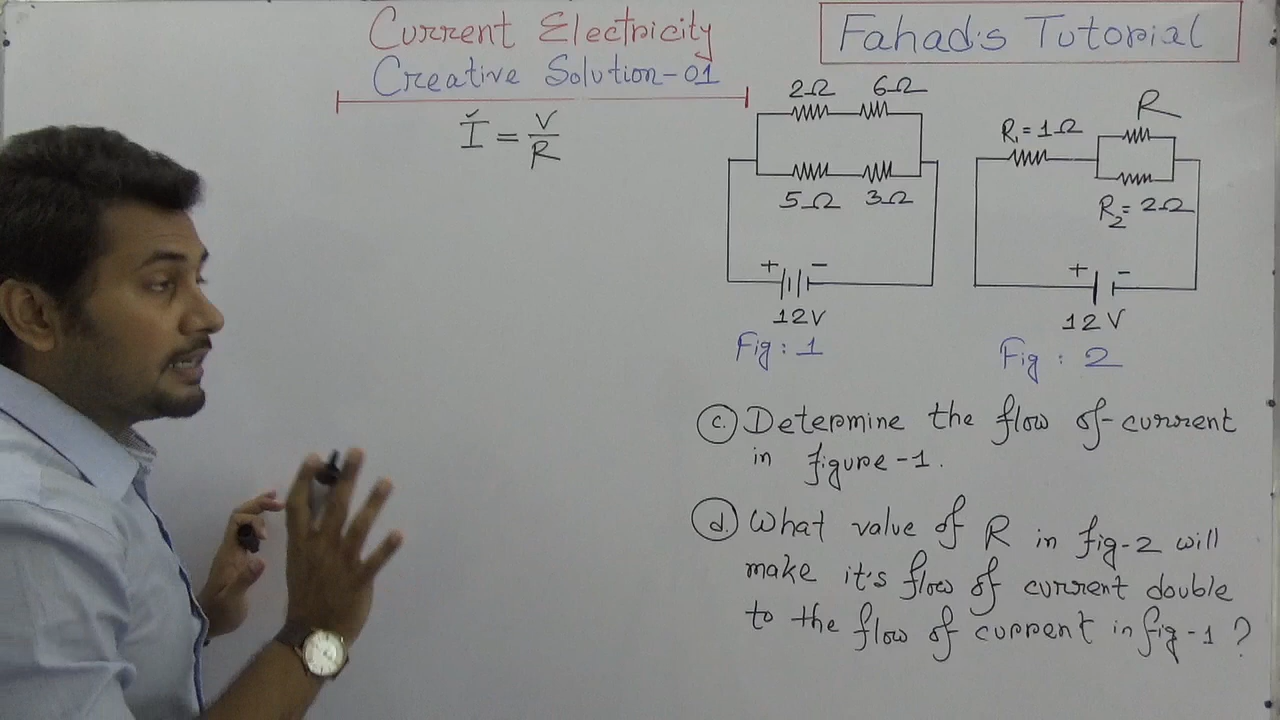 Current Electricity
Creative Solution-01
Fahad's Tutorial
I = V/R
2Ω 6Ω
5Ω 3Ω
+ -
12V
Fig: 1
R
R₁=1Ω
R₂=2Ω
+ -
12V
Fig: 2
c. Determine the flow of current
in figure-1.
d. What value of R in fig-2 will
make it's flow of current double
to the flow of current in fig-1?